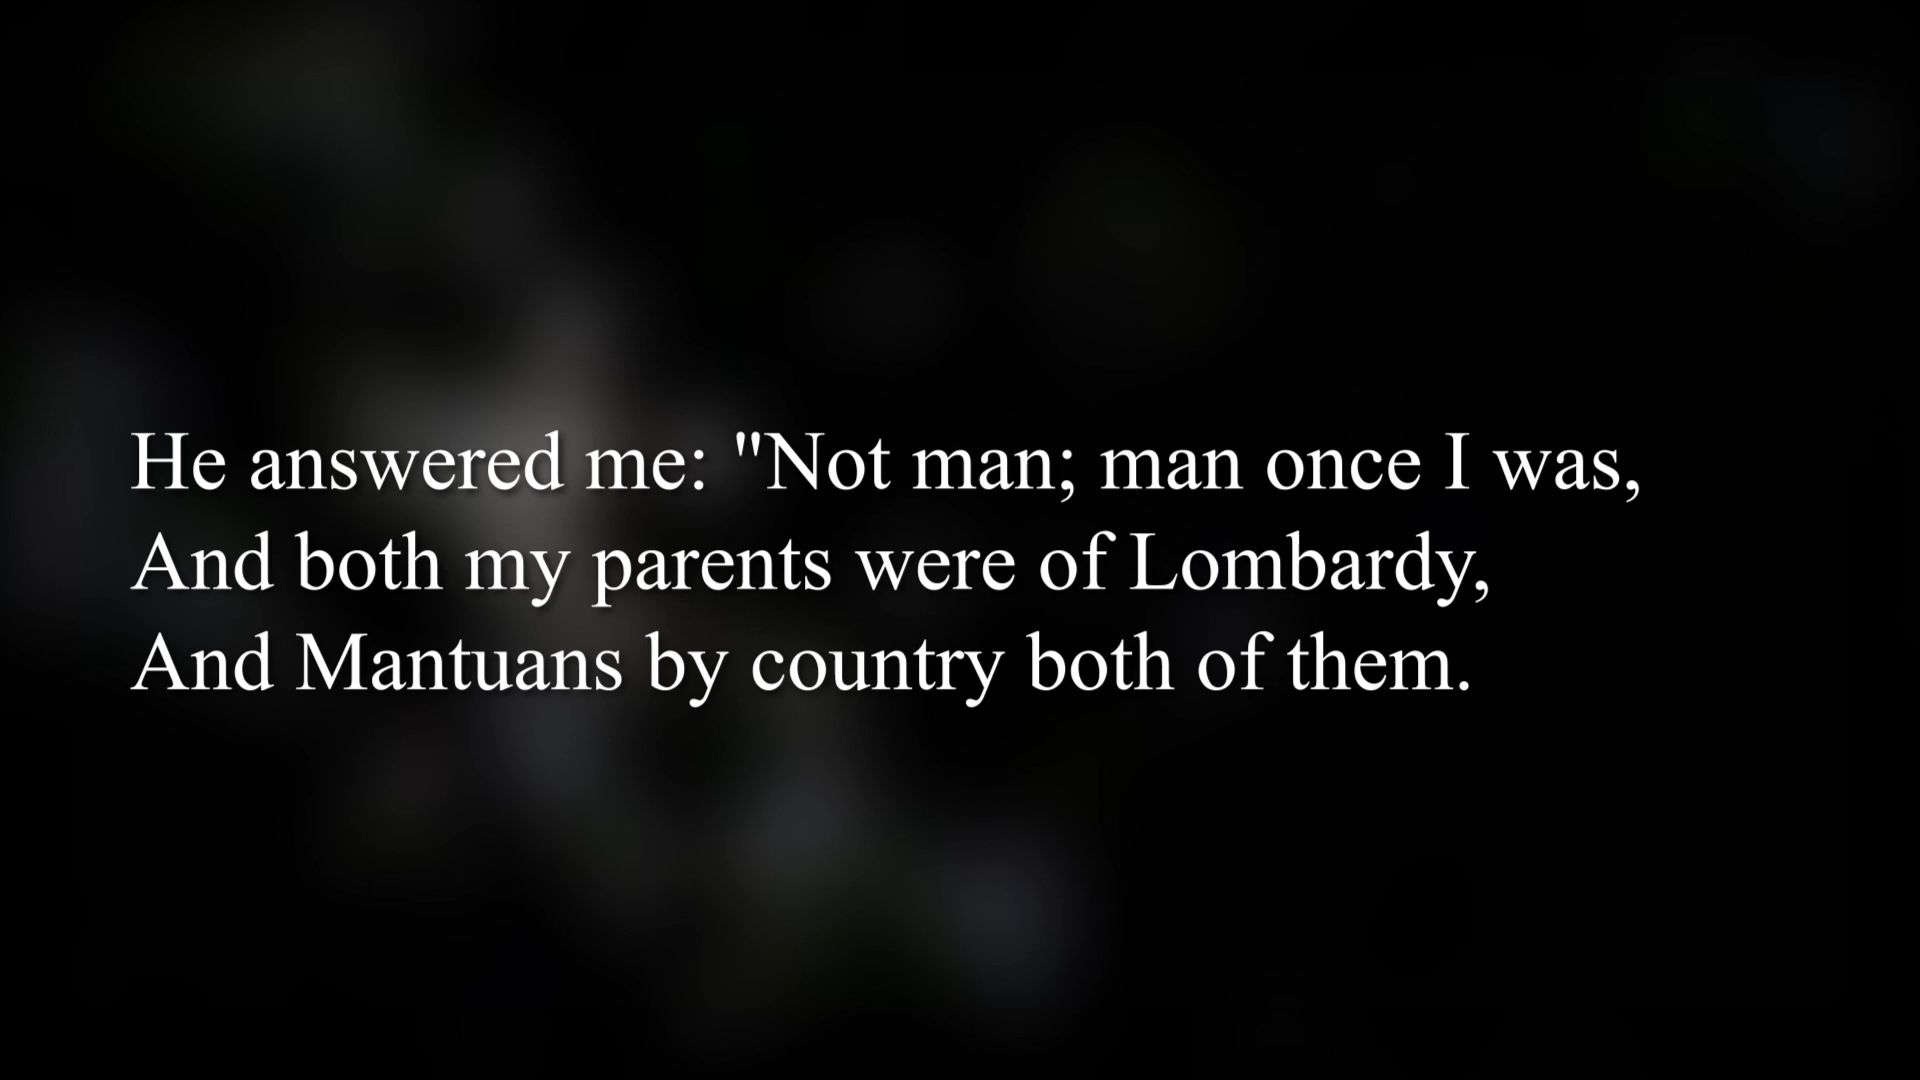 He answered me: "Not man; man once I was,
And both my parents were of Lombardy,
And Mantuans by country both of them.